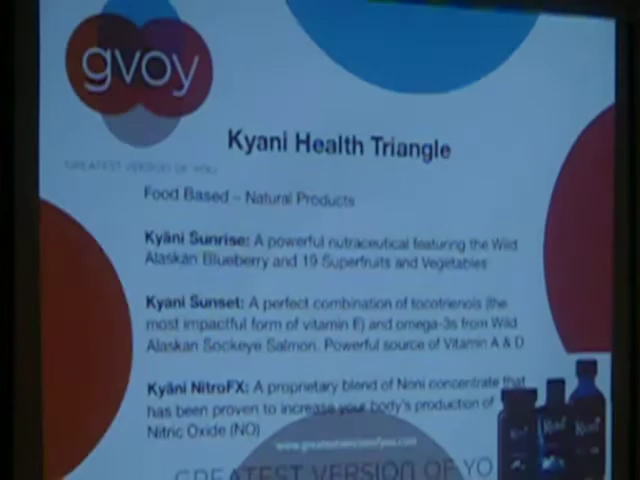 gvoy
Kyani Health Triangle
GREATEST VERSION OF YOU
Food Based – Natural Products
Kyäni Sunrise: A powerful nutraceutical featuring the Wild
Alaskan Blueberry and 19 Superfruits and Vegetables
Kyani Sunset: A perfect combination of tocotrienols (the
most impactful form of vitamin E) and omega-3s from Wild
Alaskan Sockeye Salmon. Powerful source of Vitamin A & D
Kyäni NitroFX: A proprietary blend of Noni concentrate that
has been proven to increase your body's production of
Nitric Oxide (NO)
www.greatestversionofyou.com
GREATEST VERSION OF YO